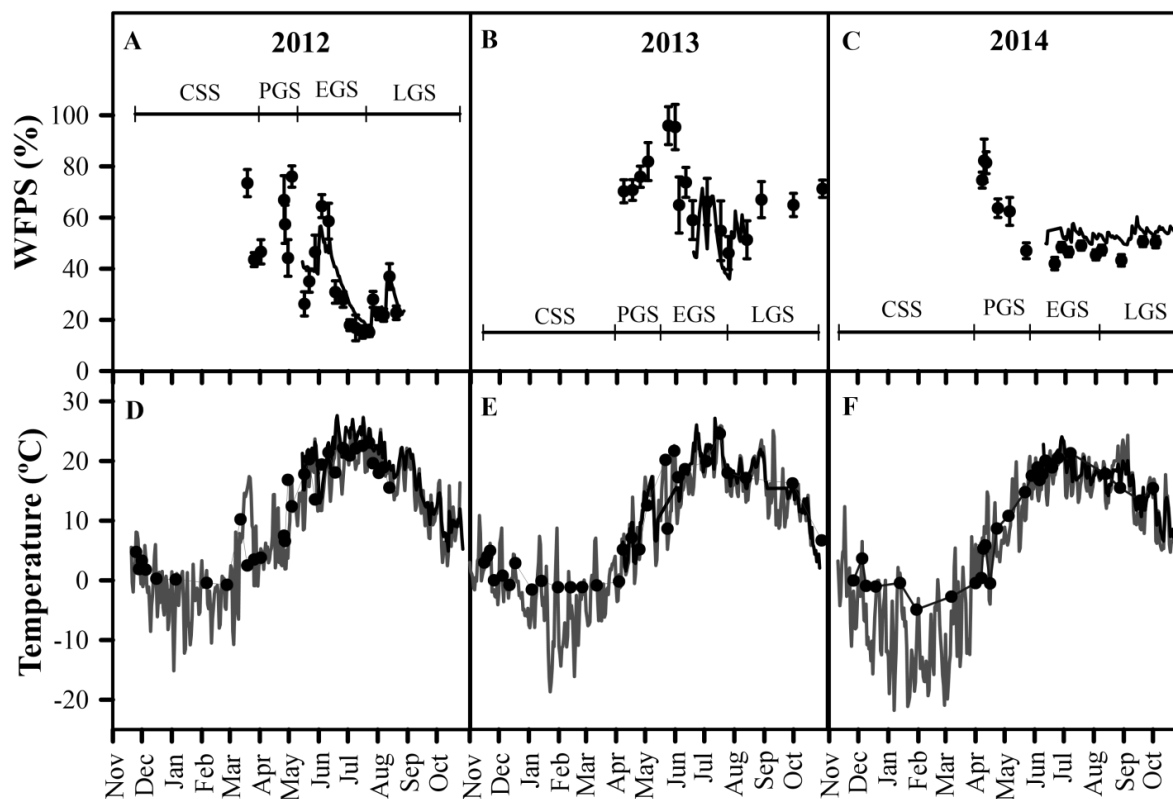 A 2012 B 2013 C 2014
CSS PGS EGS LGS
WFPS (%)
100
80
60
40
20
0
CSS PGS EGS LGS
CSS PGS EGS LGS
D E F
Temperature (ºC)
30
20
10
0
-10
-20
Nov Dec Jan Feb Mar Apr May Jun Jul Aug Sep Oct Nov Dec Jan Feb Mar Apr May Jun Jul Aug Sep Oct Nov Dec Jan Feb Mar Apr May Jun Jul Aug Sep Oct